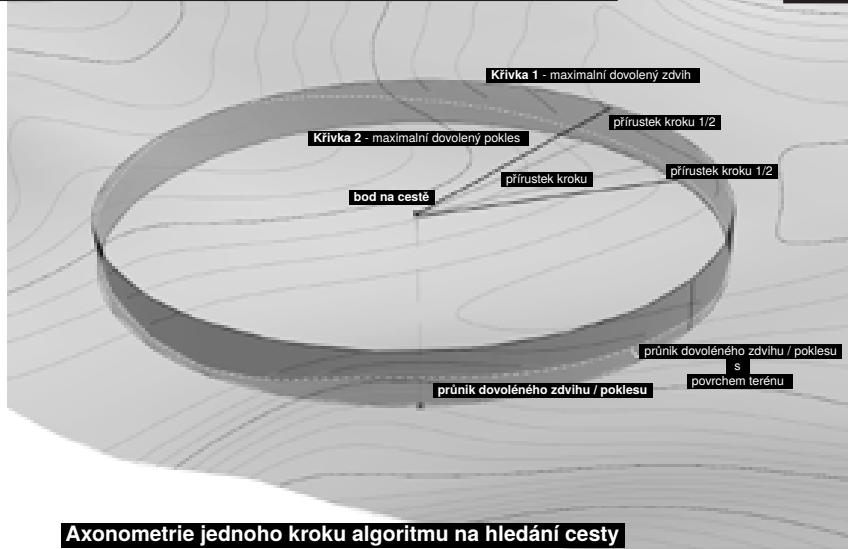 Křivka 1 - maximalní dovolený zdvih
přírustek kroku 1/2
Křivka 2 - maximalní dovolený pokles
přírustek kroku 1/2
přírustek kroku
bod na cestě
průnik dovoléného zdvihu / poklesu
s
povrchem terénu
průnik dovoléného zdvihu / poklesu
Axonometrie jednoho kroku algoritmu na hledání cesty